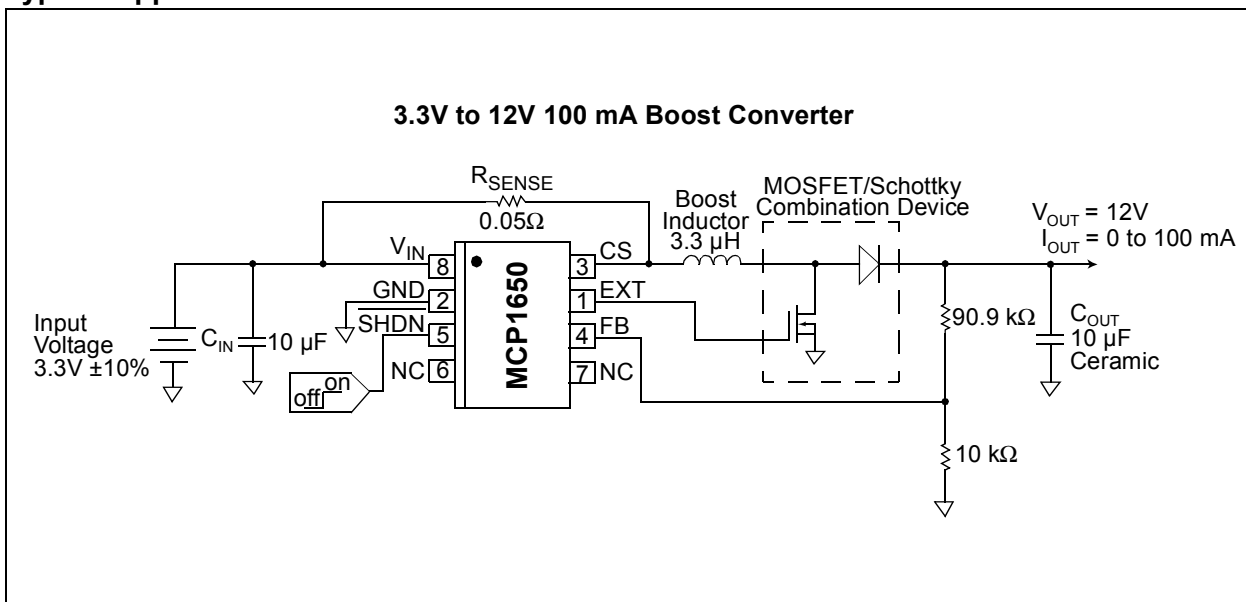 3.3V to 12V 100 mA Boost Converter
RSENSE
0.05Ω
Boost
Inductor
3.3 µH
MOSFET/Schottky
Combination Device
VOUT = 12V
IOUT = 0 to 100 mA
VIN
8
3
CS
GND
2
1
EXT
SHDN
5
4
FB
NC
6
7
NC
MCP1650
Input
Voltage
3.3V ±10%
CIN
10 µF
off
on
90.9 kΩ
COUT
10 µF
Ceramic
10 kΩ